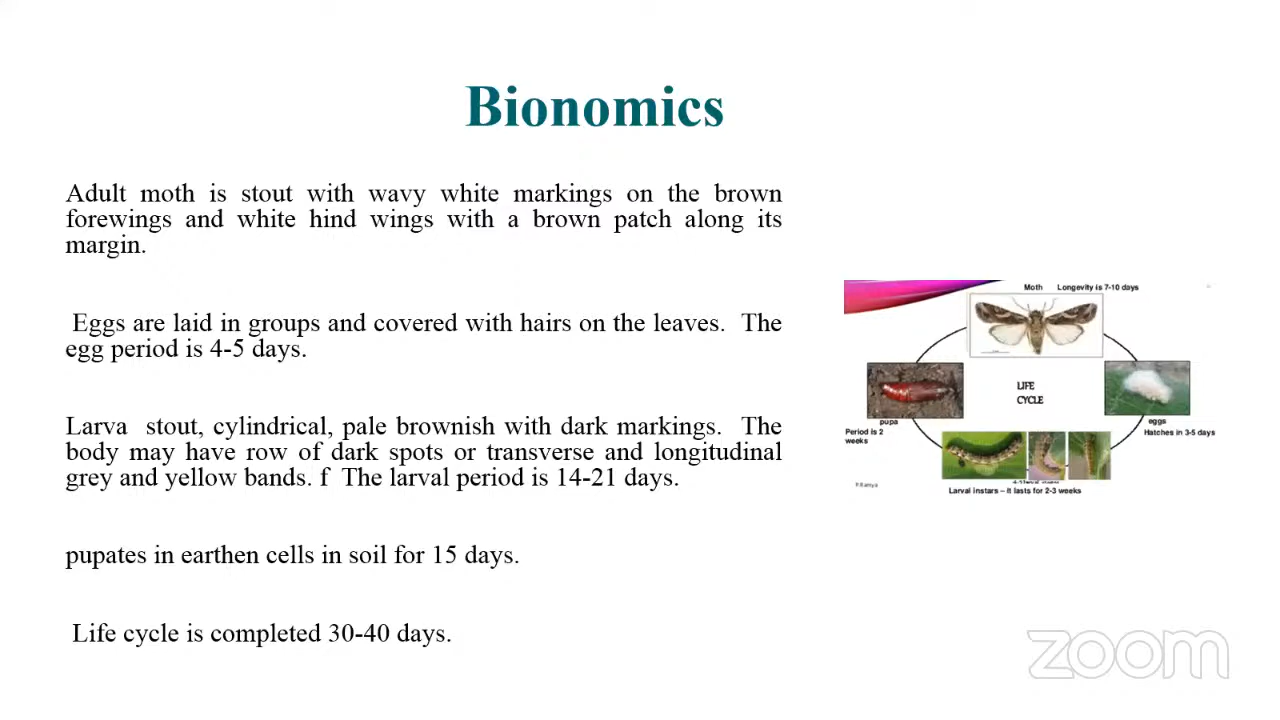 Bionomics
Adult moth is stout with wavy white markings on the brown
forewings and white hind wings with a brown patch along its
margin.
Eggs are laid in groups and covered with hairs on the leaves. The
egg period is 4-5 days.
Larva stout, cylindrical, pale brownish with dark markings. The
body may have row of dark spots or transverse and longitudinal
grey and yellow bands. f The larval period is 14-21 days.
pupates in earthen cells in soil for 15 days.
Life cycle is completed 30-40 days.
Moth Longevity is 7-10 days
LIFE
CYCLE
pupa
Period is 2
weeks
eggs
Hatches in 3-5 days
Larval instars – it lasts for 2-3 weeks
zoom